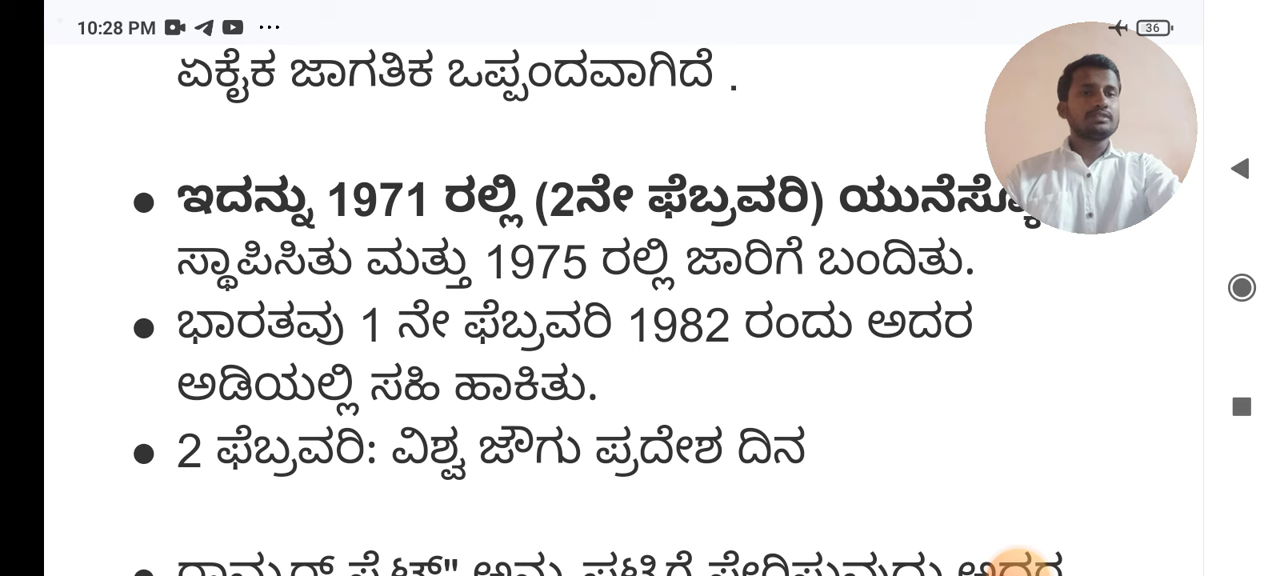 10:28 PM
36
ಏಕೈಕ ಜಾಗತಿಕ ಒಪ್ಪಂದವಾಗಿದೆ .
ಇದನ್ನು 1971 ರಲ್ಲಿ (2ನೇ ಫೆಬ್ರವರಿ)
ಸ್ಥಾಪಿಸಿತು ಮತ್ತು 1975 ರಲ್ಲಿ ಜಾರಿಗೆ ಬಂದಿತು.
ಭಾರತವು 1 ನೇ ಫೆಬ್ರವರಿ 1982 ರಂದು ಅದರ
ಅಡಿಯಲ್ಲಿ ಸಹಿ ಹಾಕಿತು.
2 ಫೆಬ್ರವರಿ: ವಿಶ್ವ ಜೌಗು ಪ್ರದೇಶ ದಿನ